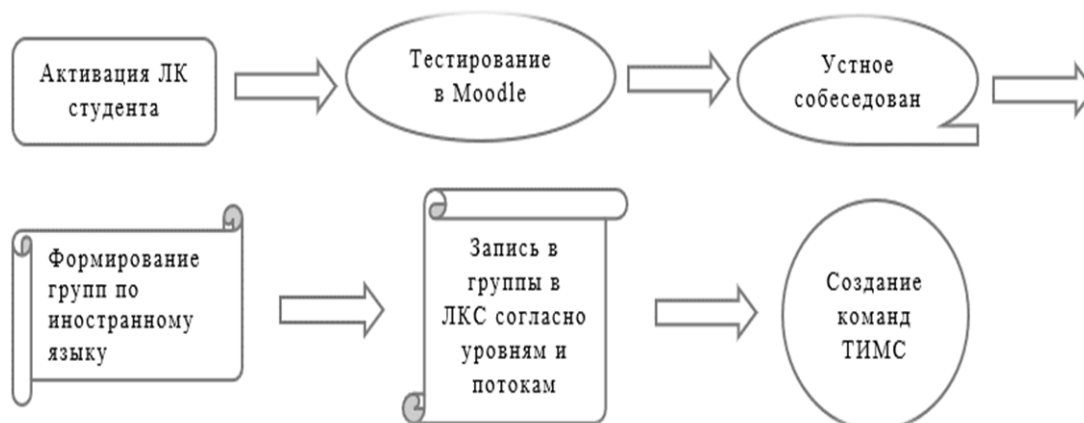 Активация ЛК
студента
Тестирование
в Moodle
Устное
собеседован
Формирование
групп по
иностранному
языку
Запись в
группы в
ЛКС согласно
уровням и
потокам
Создание
команд
ТИМС